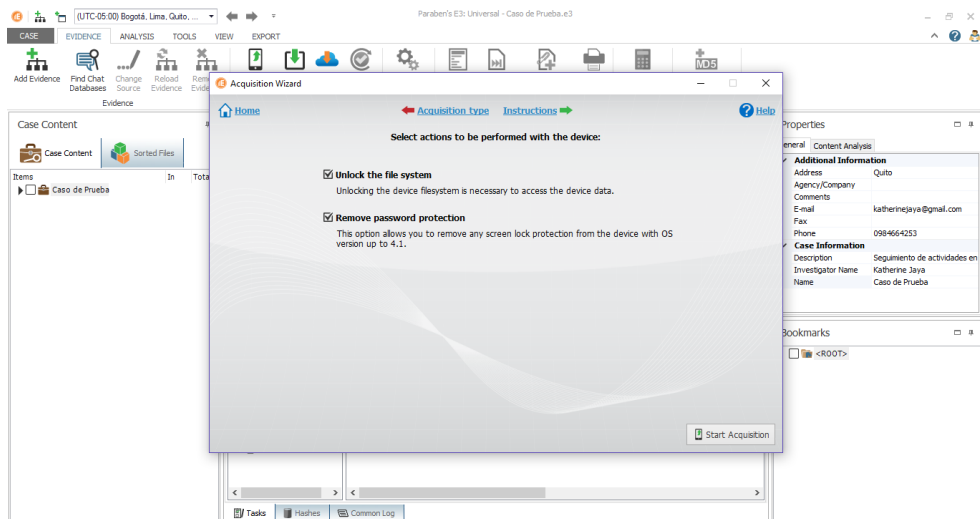 (UTC-05:00) Bogotá, Lima, Quito, ...
Paraben's E3: Universal - Caso de Prueba.e3
CASE EVIDENCE ANALYSIS TOOLS VIEW EXPORT
MD5
Add Evidence Find Chat Change Reload
Databases Source Evidence
Evidence
Acquisition Wizard
Home Acquisition type Instructions Help
Select actions to be performed with the device:
Unlock the file system
Unlocking the device filesystem is necessary to access the device data.
Remove password protection
This option allows you to remove any screen lock protection from the device with OS
version up to 4.1.
Start Acquisition
Case Content
Case Content Sorted Files
Items In
Caso de Prueba
Properties
Content Analysis
Additional Information
Address Quito
Agency/Company
Comments
E-mail katherinejaya@gmail.com
Fax
Phone 0984664253
Case Information
Description Seguimiento de actividades en
Investigator Name Katherine Jaya
Name Caso de Prueba
Bookmarks
<ROOT>
Tasks Hashes Common Log